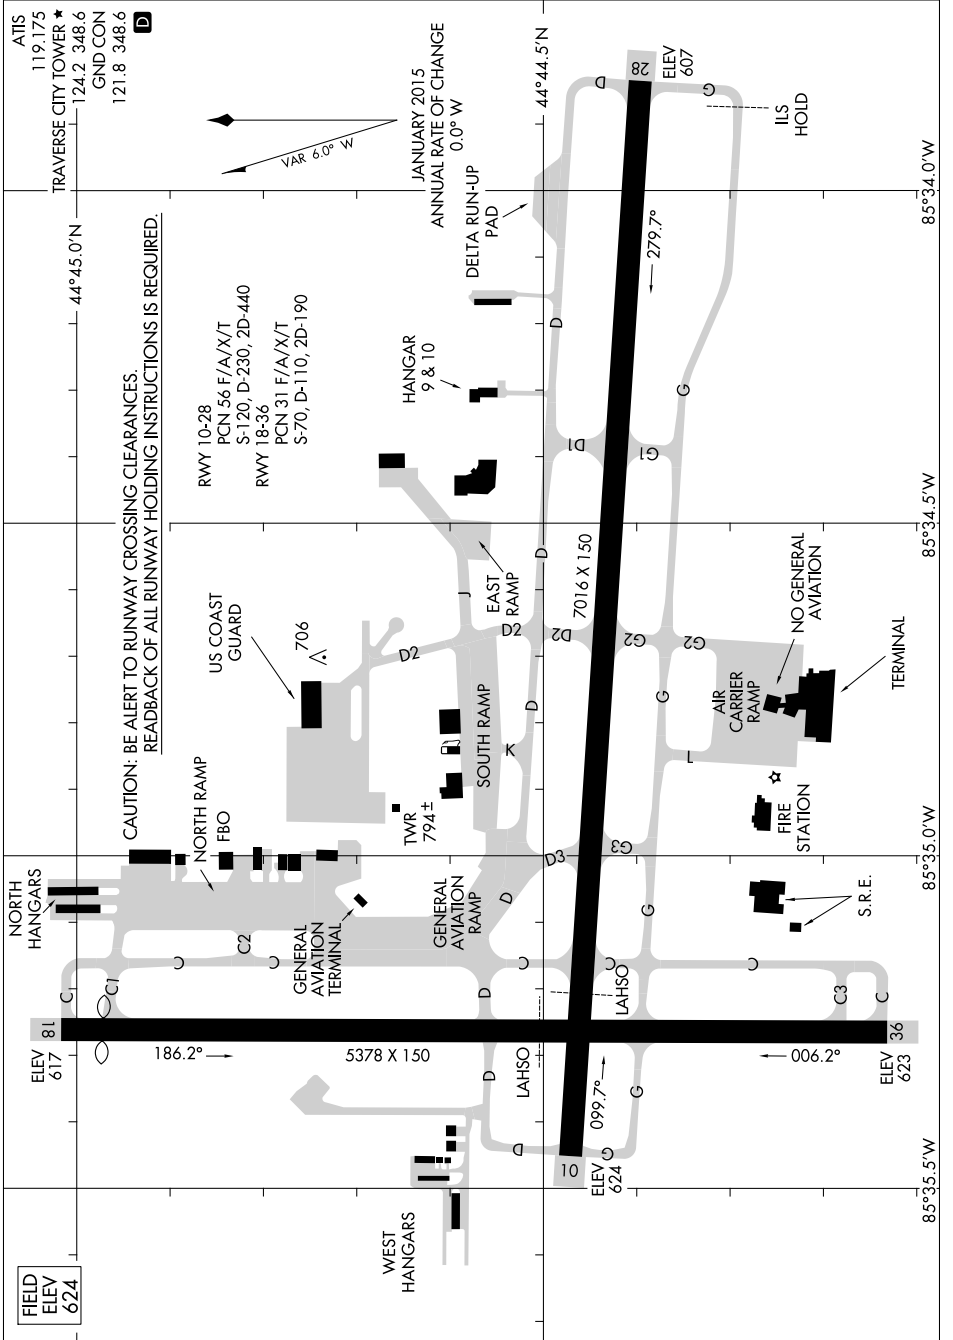 ATIS
119.175
TRAVERSE CITY TOWER ★
124.2 348.6
GND CON
121.8 348.6
D
FIELD
ELEV
624
44°45.0'N
44°44.5'N
CAUTION: BE ALERT TO RUNWAY CROSSING CLEARANCES.
READBACK OF ALL RUNWAY HOLDING INSTRUCTIONS IS REQUIRED.
VAR 6.0° W
JANUARY 2015
ANNUAL RATE OF CHANGE
0.0° W
RWY 10-28
PCN 56 F/A/X/T
S-120, D-230, 2D-440
RWY 18-36
PCN 31 F/A/X/T
S-70, D-110, 2D-190
NORTH
HANGARS
NORTH RAMP
FBO
US COAST
GUARD
706
HANGAR
9 & 10
DELTA RUN-UP
PAD
TWR
794±
GENERAL
AVIATION
TERMINAL
GENERAL
AVIATION
RAMP
SOUTH RAMP
EAST
RAMP
WEST
HANGARS
ELEV
617
18
C
C1
C
C2
C
186.2°
5378 X 150
D
D
D
C
D
K
D
D2
D2
J
D
D1
D
D
LAHSO
LAHSO
10
ELEV
624
099.7°
D3
D2
7016 X 150
279.7°
28
ELEV
607
G
G
C
G
G3
G
G2
G2
G1
G
G
ILS
HOLD
L
C
C3
C
36
ELEV
623
006.2°
AIR
CARRIER
RAMP
NO GENERAL
AVIATION
TERMINAL
FIRE
STATION
S.R.E.
85°35.5'W
85°35.0'W
85°34.5'W
85°34.0'W